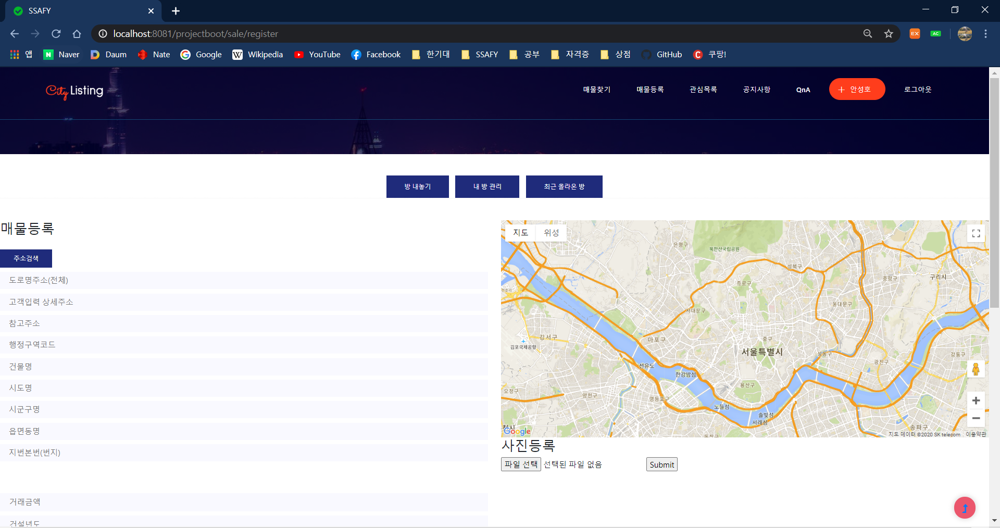 SSAFY
localhost:8081/projectboot/sale/register
EX
AC
앱 Naver Daum Nate Google Wikipedia YouTube Facebook 한기대 SSAFY 공부 자격증 상점 GitHub 쿠팡!
City Listing 매물찾기 매물등록 관심목록 공지사항 QnA 안성호 로그아웃
방 내놓기 내 방 관리 최근 올라온 방
매물등록
주소검색
도로명주소(전체)
고객입력 상세주소
참고주소
행정구역코드
건물명
시도명
시군구명
읍면동명
지번본번(번지)
거래금액
건설년도
지도 위성
은평구
북한산국립공원
성북구
종로구
중랑구
구리시
동대문구
서대문구
강서구
김포국제공항
마포구
중구
서울특별시
성동구
광진구
강동구
선유도
한강밤섬
용산구
오정구
양천구
영등포구
노들섬
솔빛섬
서래섬
송파구
동작구
Google
지도 데이터 ©2020 SK telecom 이용약관
사진등록
파일 선택 선택된 파일 없음 Submit